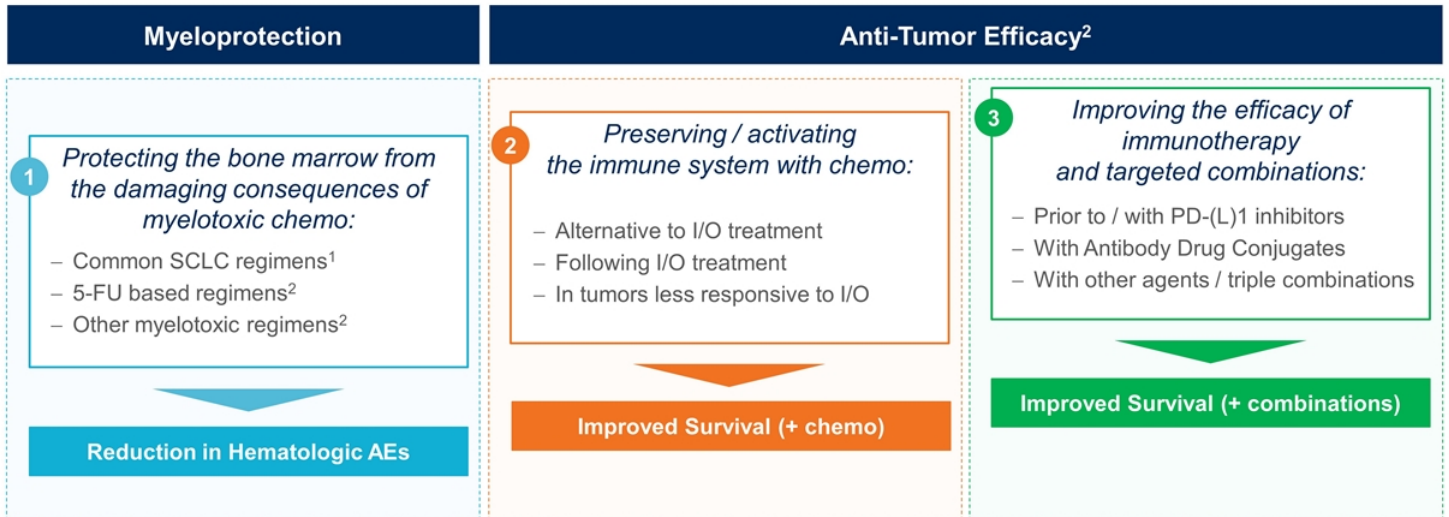 Myeloprotection
Anti-Tumor Efficacy²
1
Protecting the bone marrow from
the damaging consequences of
myelotoxic chemo:
– Common SCLC regimens¹
– 5-FU based regimens²
– Other myelotoxic regimens²
Reduction in Hematologic AEs
2
Preserving / activating
the immune system with chemo:
– Alternative to I/O treatment
– Following I/O treatment
– In tumors less responsive to I/O
Improved Survival (+ chemo)
3
Improving the efficacy of
immunotherapy
and targeted combinations:
– Prior to / with PD-(L)1 inhibitors
– With Antibody Drug Conjugates
– With other agents / triple combinations
Improved Survival (+ combinations)